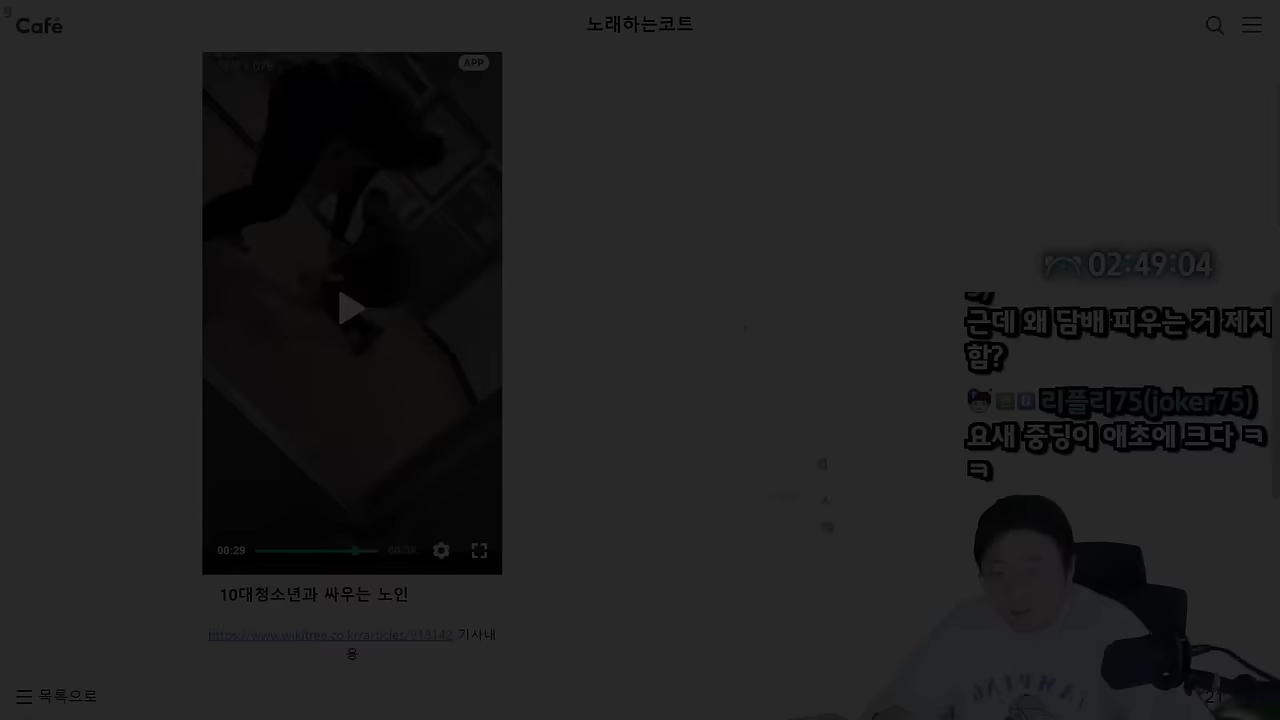 Cafe
노래하는코트
APP
02:49:04
근데 왜 담배 피우는 거 제지
함?
리플리75(joker75)
요새 중딩이 애초에 크다 ㅋ
ㅋ
00:29
10대청소년과 싸우는 노인
https://www.wikitree.co.kr/articles/918142 기사내
용
목록으로
21